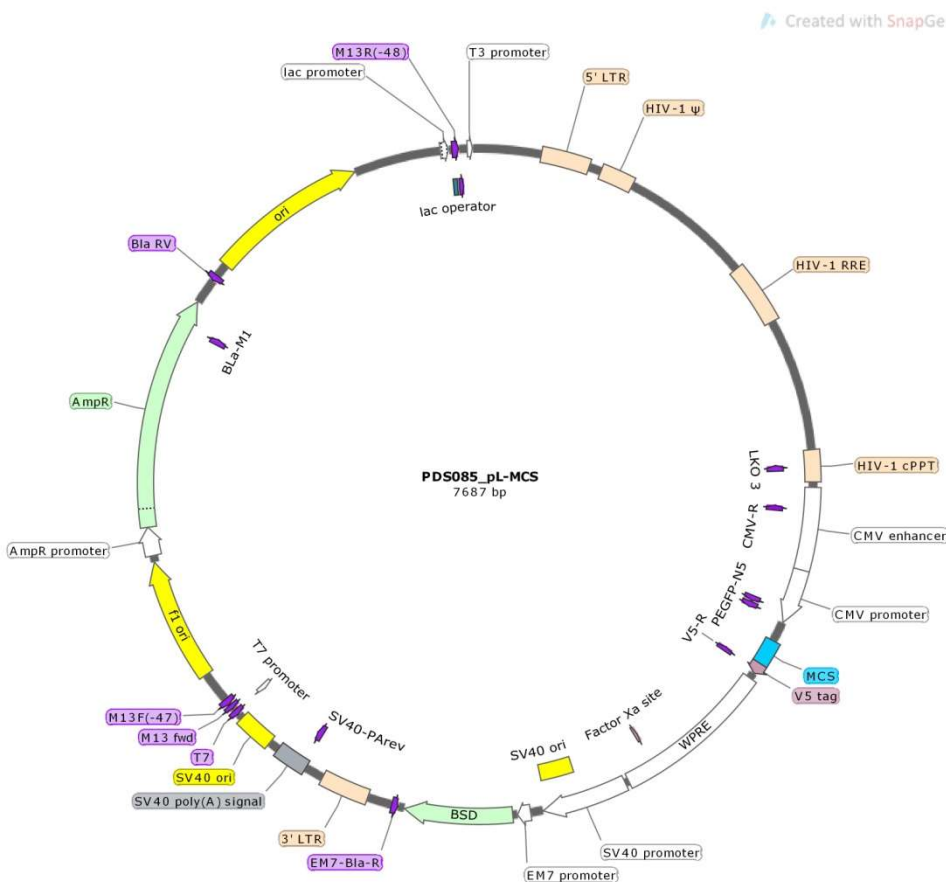 Created with SnapGe
M13R(-48)
T3 promoter
lac promoter
5' LTR
HIV-1 ψ
lac operator
ori
Bla RV
HIV-1 RRE
BLa-M1
AmpR
PDS085_pL-MCS
7687 bp
LKO 3
HIV-1 cPPT
CMV-R
CMV enhancer
AmpR promoter
PEGFP-N5
CMV promoter
f1 ori
V5-R
MCS
V5 tag
T7 promoter
M13F(-47)
M13 fwd
T7
SV40-PArev
Factor Xa site
WPRE
SV40 ori
SV40 ori
SV40 poly(A) signal
3' LTR
BSD
SV40 promoter
EM7-Bla-R
EM7 promoter